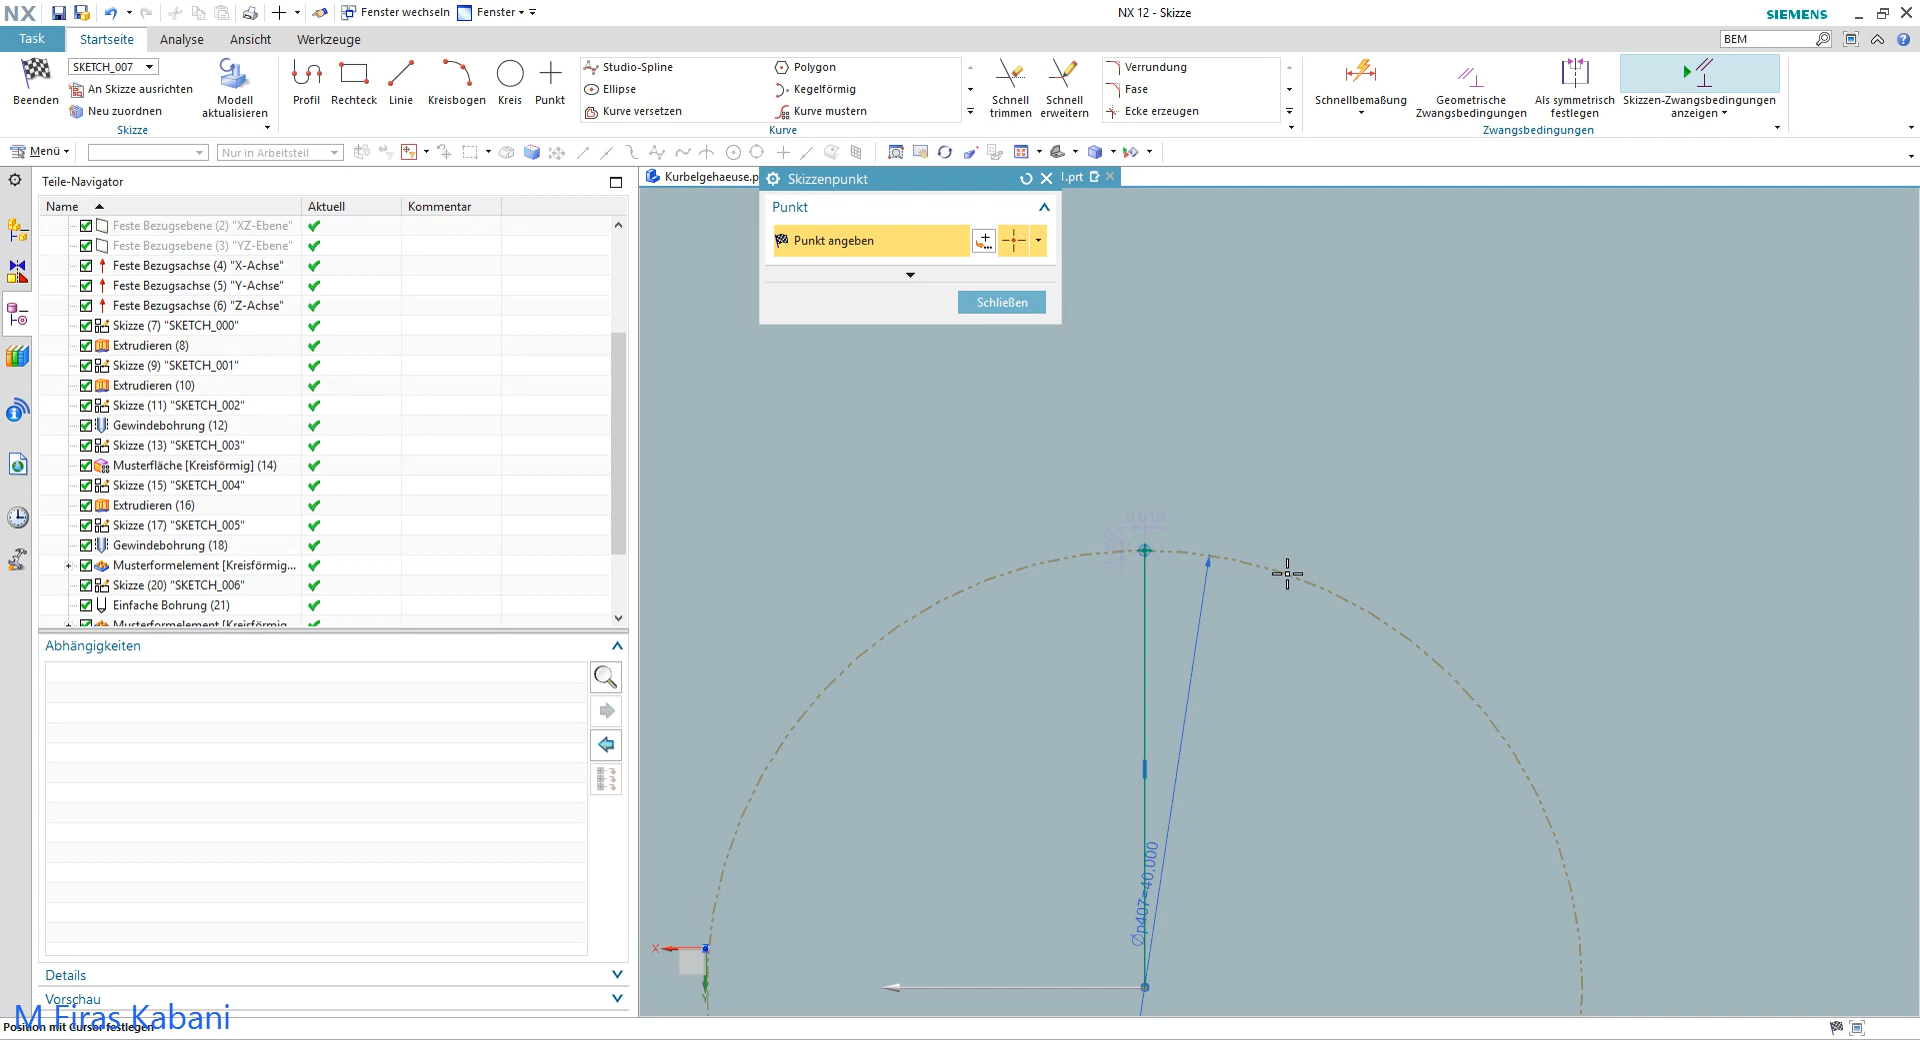 NX
Fenster wechseln
Fenster
NX 12 - Skizze
SIEMENS
Task
Startseite
Analyse
Ansicht
Werkzeuge
BEM
SKETCH_007
An Skizze ausrichten
Neu zuordnen
Beenden
Modell
aktualisieren
Skizze
Profil
Rechteck
Linie
Kreisbogen
Kreis
Punkt
Studio-Spline
Ellipse
Kurve versetzen
Polygon
Kegelförmig
Kurve mustern
Kurve
Schnell
trimmen
Schnell
erweitern
Verrundung
Fase
Ecke erzeugen
Schnellbemaßung
Geometrische
Zwangsbedingungen
Als symmetrisch
festlegen
Skizzen-Zwangsbedingungen
anzeigen
Zwangsbedingungen
Menü
Nur in Arbeitsteil
Teile-Navigator
Name
Aktuell
Kommentar
Feste Bezugsebene (2) "XZ-Ebene"
Feste Bezugsebene (3) "YZ-Ebene"
Feste Bezugsachse (4) "X-Achse"
Feste Bezugsachse (5) "Y-Achse"
Feste Bezugsachse (6) "Z-Achse"
Skizze (7) "SKETCH_000"
Extrudieren (8)
Skizze (9) "SKETCH_001"
Extrudieren (10)
Skizze (11) "SKETCH_002"
Gewindebohrung (12)
Skizze (13) "SKETCH_003"
Musterfläche [Kreisförmig] (14)
Skizze (15) "SKETCH_004"
Extrudieren (16)
Skizze (17) "SKETCH_005"
Gewindebohrung (18)
Musterformelement [Kreisförmig...
Skizze (20) "SKETCH_006"
Einfache Bohrung (21)
Musterformelement [Kreisförmig
Abhängigkeiten
Details
Vorschau
M Firas Kabani
Position mit Cursor festlegen
Kurbelgehaeuse.p
.prt
Skizzenpunkt
Punkt
Punkt angeben
Schließen
Øp407=40,000
X
Y